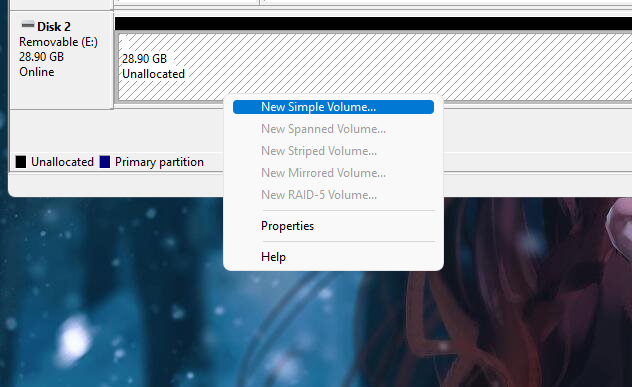 Disk 2
Removable (E:)
28.90 GB
Online
28.90 GB
Unallocated
New Simple Volume...
New Spanned Volume...
New Striped Volume...
New Mirrored Volume...
New RAID-5 Volume...
Properties
Help
Unallocated
Primary partition